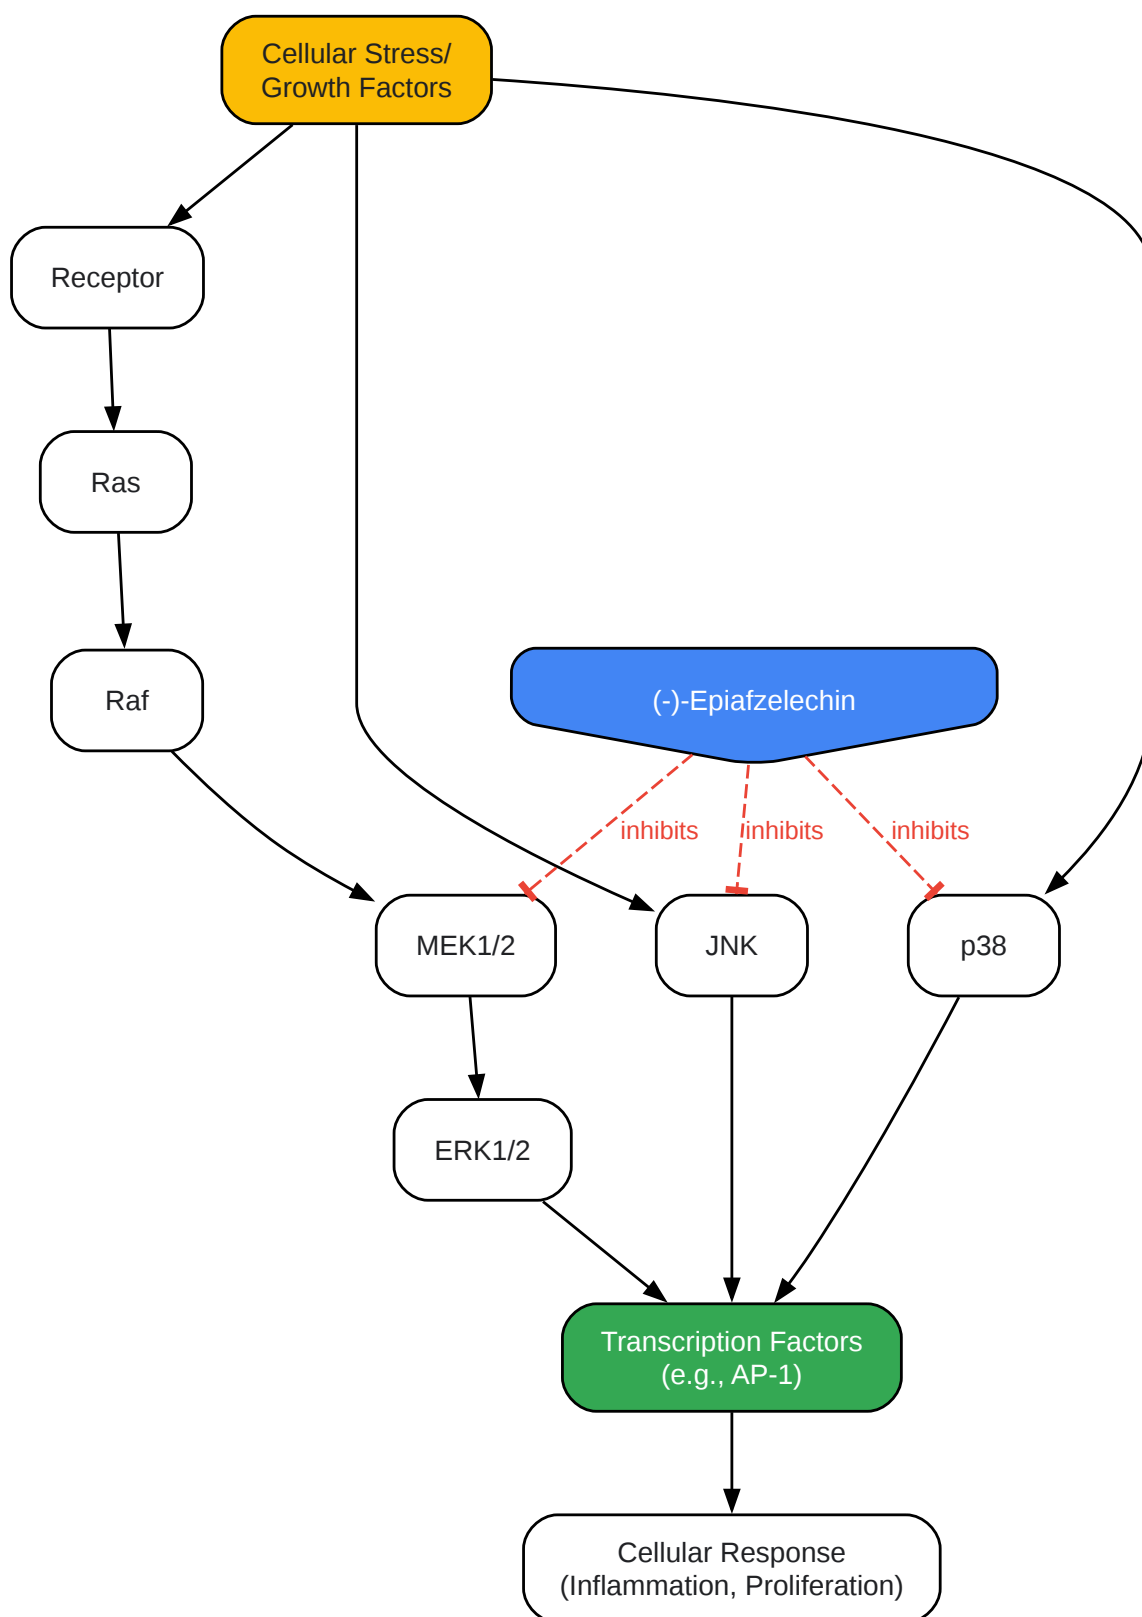 Cellular Stress/
Growth Factors
Receptor
Ras
Raf
(-)-Epiafzelechin
inhibits
inhibits
inhibits
MEK1/2
JNK
p38
ERK1/2
Transcription Factors
(e.g., AP-1)
Cellular Response
(Inflammation, Proliferation)